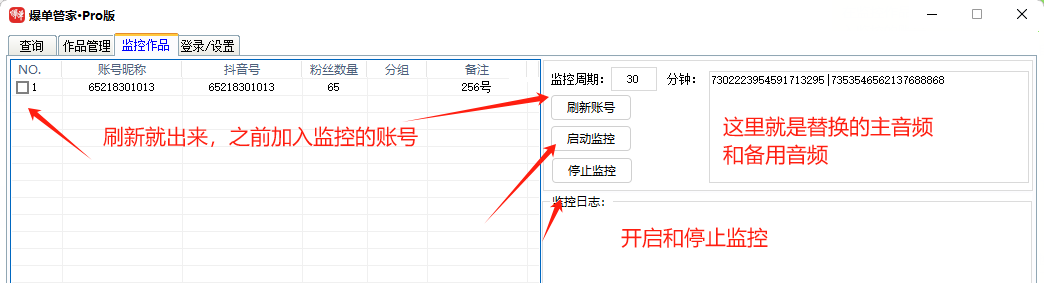 爆单管家•Pro版
查询 作品管理 监控作品 登录/设置
NO. 账号昵称 抖音号 粉丝数量 分组 备注
1 65218301013 65218301013 65 256号
监控周期： 30 分钟：
7302223954591713295|7353546562137688868
刷新账号
启动监控
停止监控
监控日志：
刷新就出来，之前加入监控的账号
这里就是替换的主音频
和备用音频
开启和停止监控